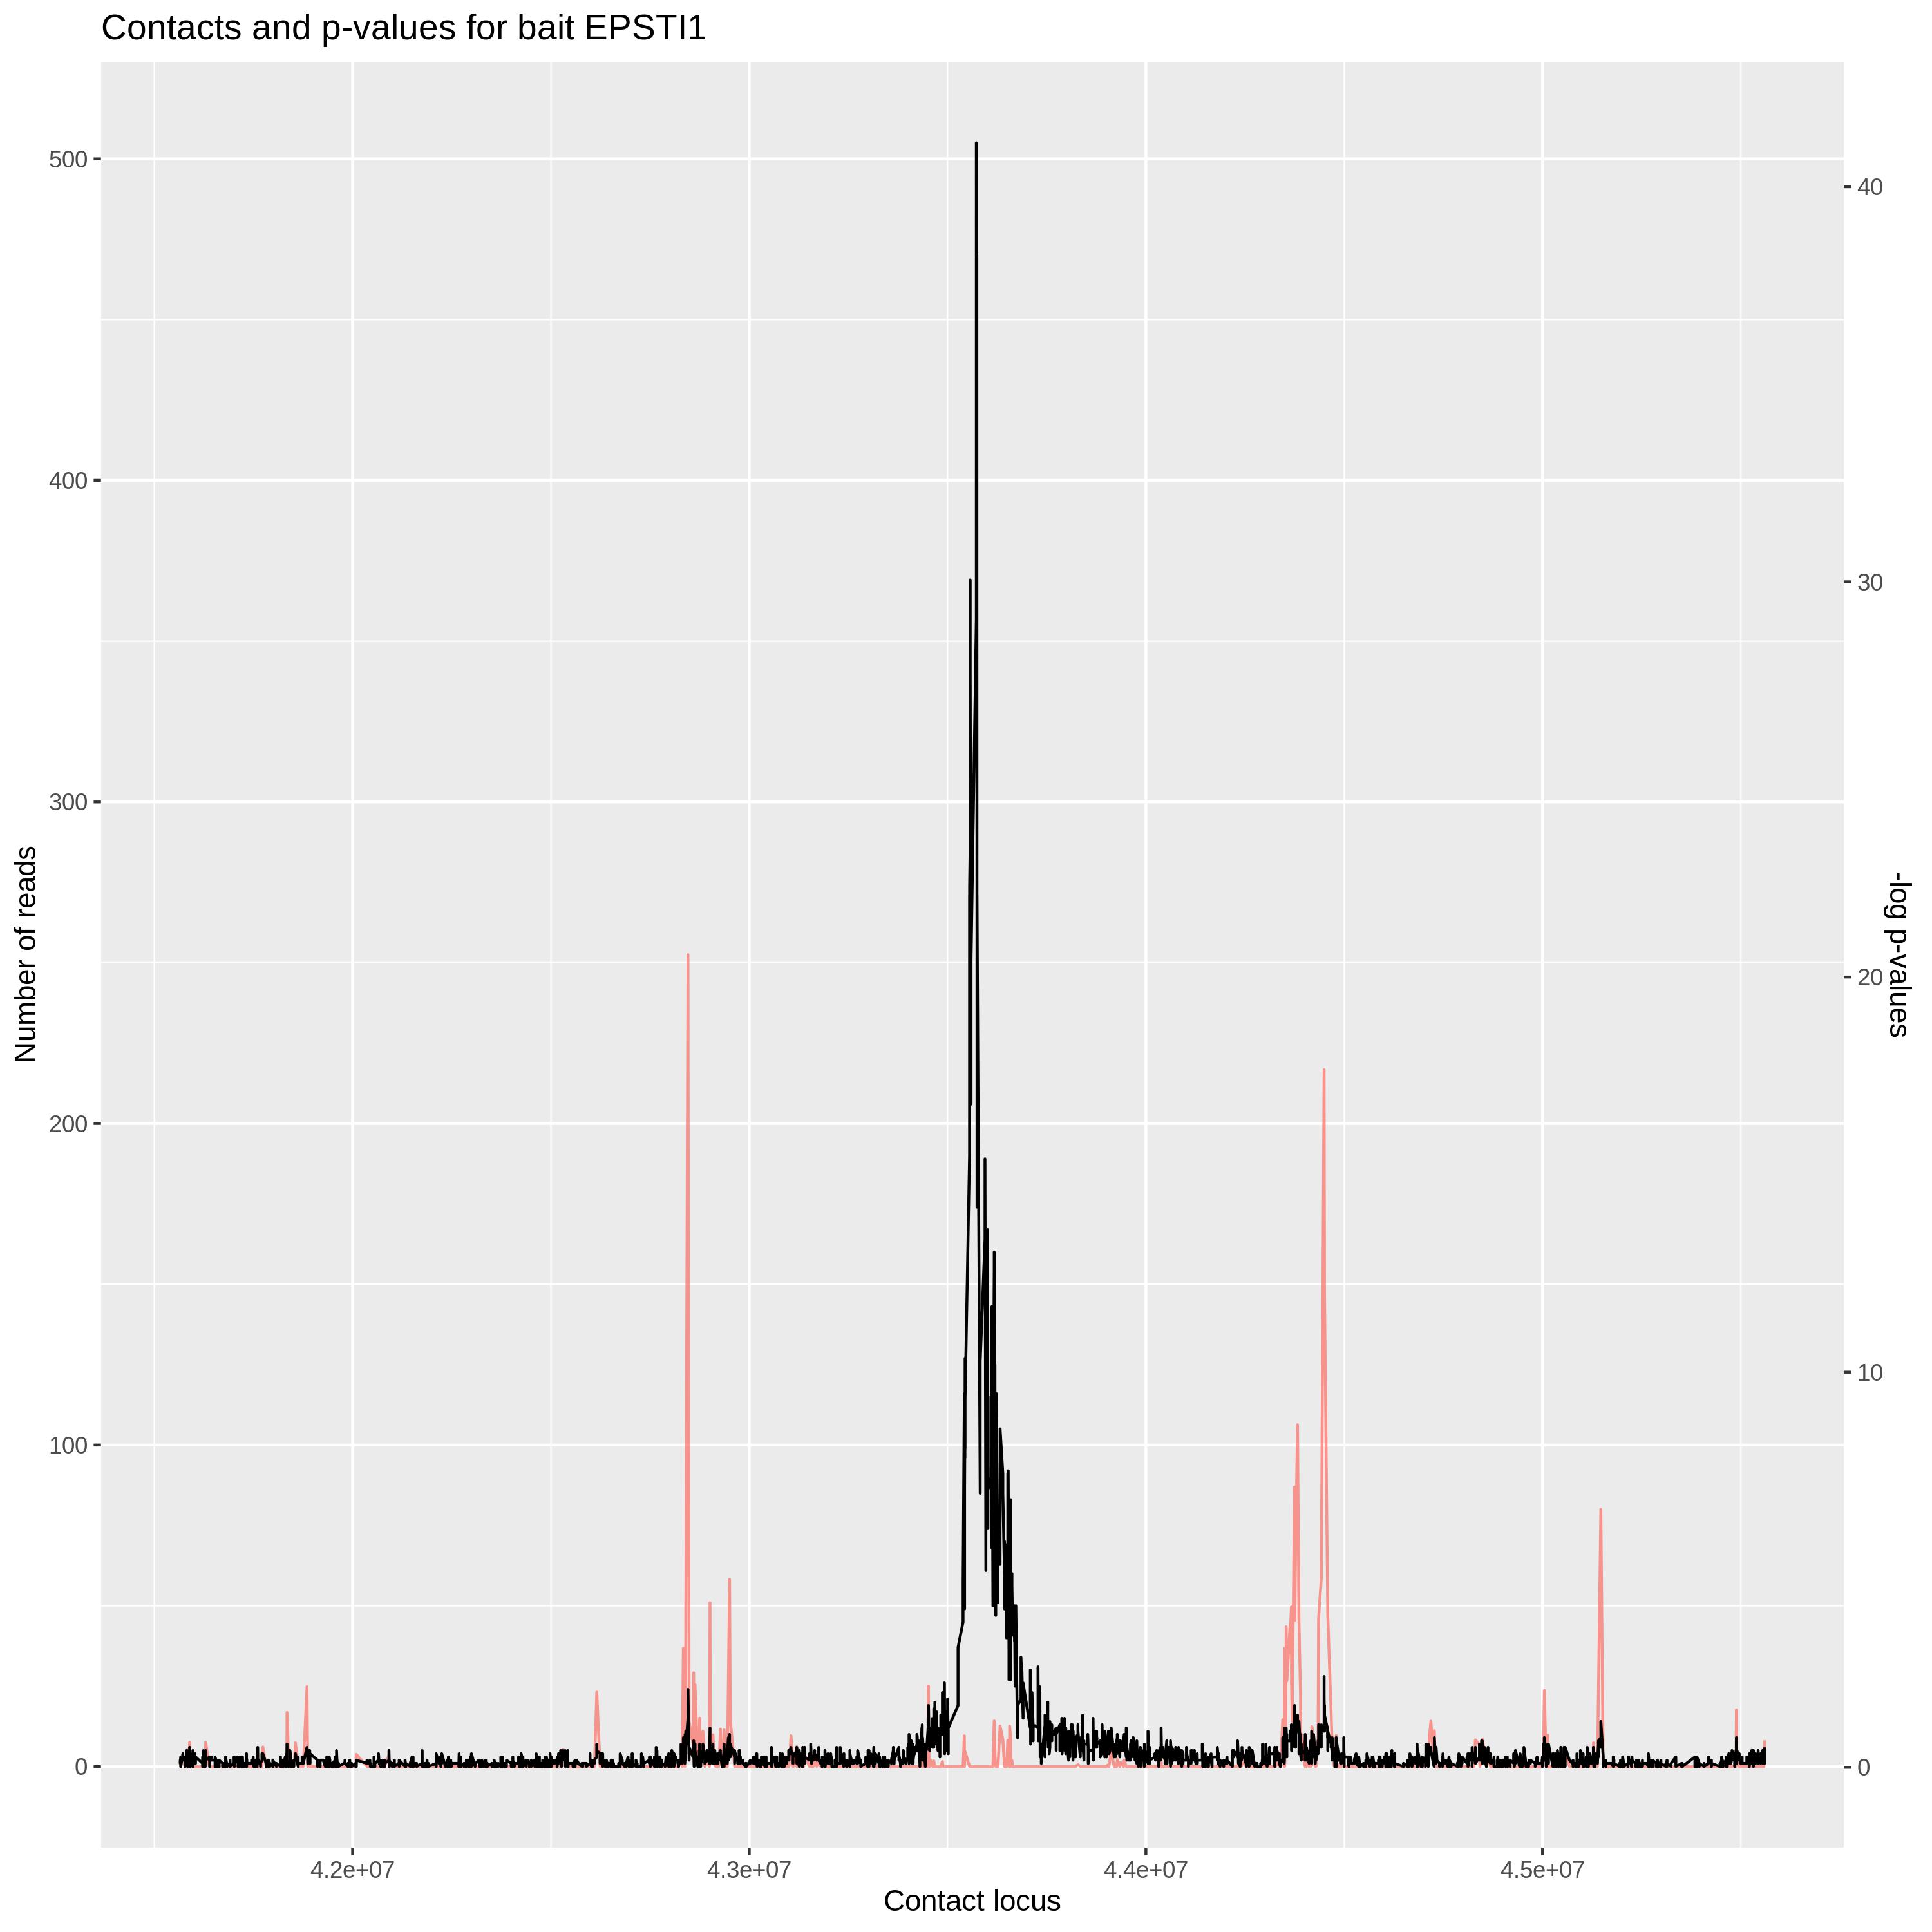 Contacts and p-values for bait EPSTI1
500
400
300
200
100
0
Number of reads
40
30
20
10
0
-log p-values
4.2e+07
4.3e+07
4.4e+07
4.5e+07
Contact locus